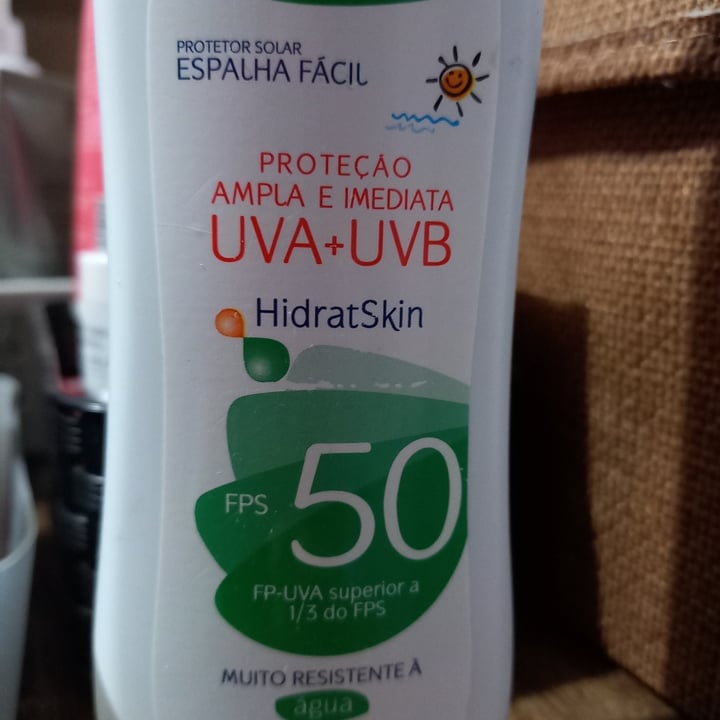 PROTETOR SOLAR
ESPALHA FÁCIL
PROTEÇÃO
AMPLA E IMEDIATA
UVA+UVB
HidratSkin
FPS 50
FP-UVA superior a
1/3 do FPS
MUITO RESISTENTE À
água